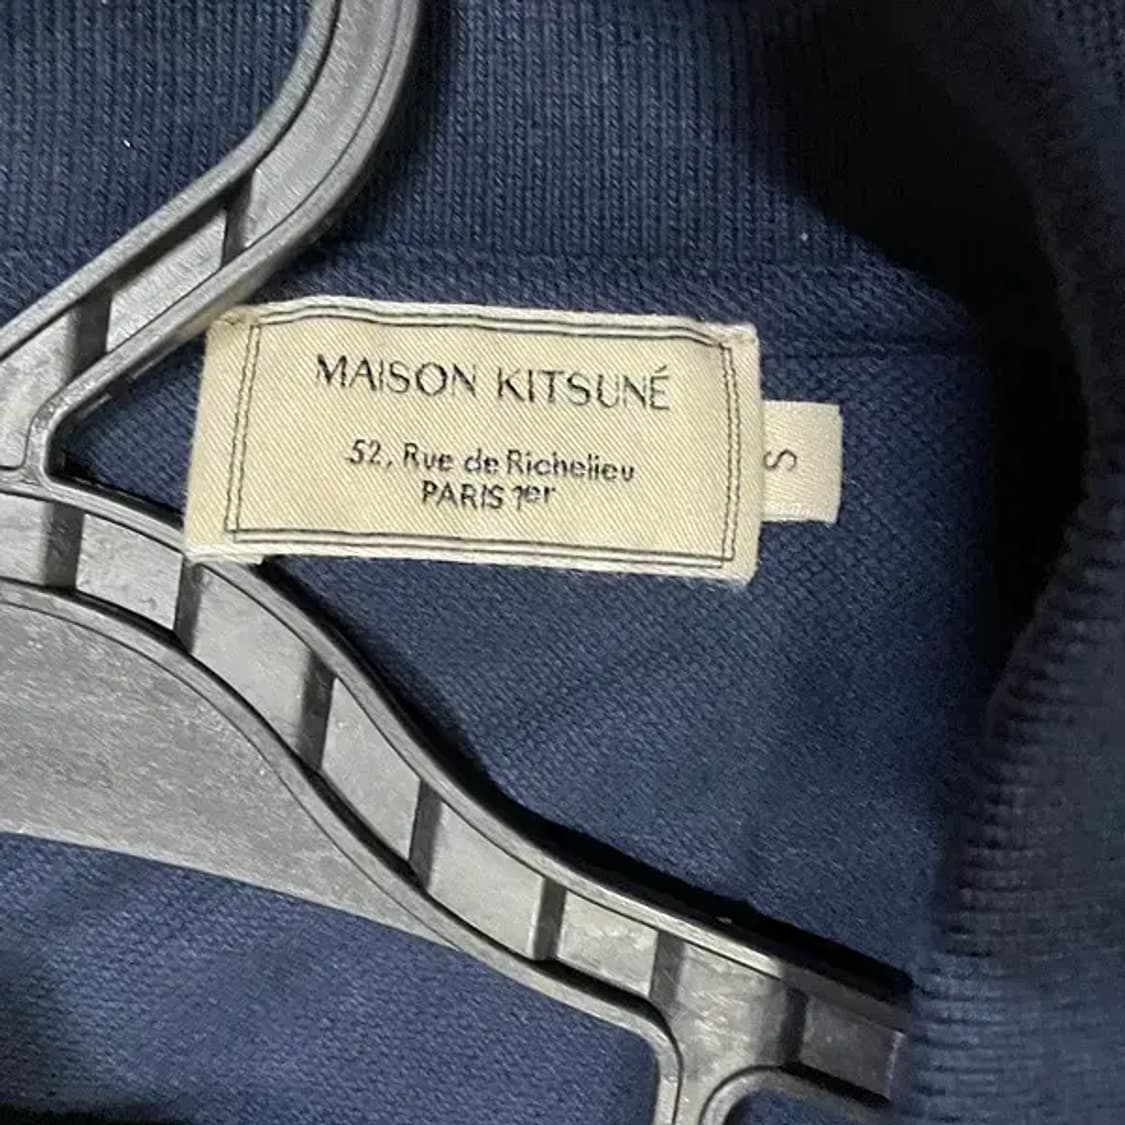 MAISON KITSUNÉ
52, Rue de Richelieu
PARIS 1er
S